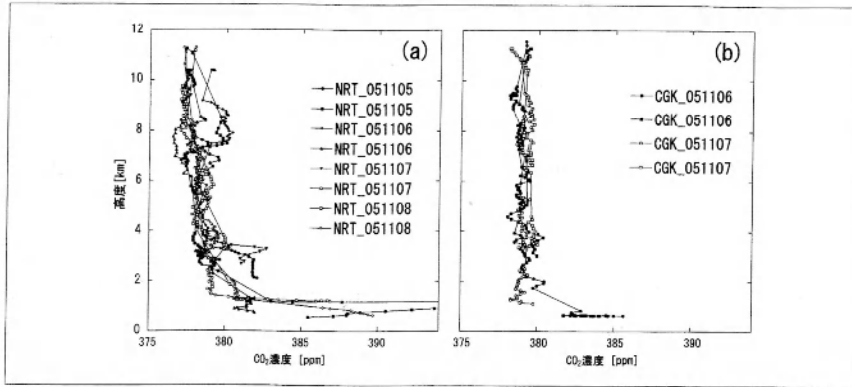 (a)
12
10
8
6
4
2
0
高度[km]
NRT_051105
NRT_051105
NRT_051106
NRT_051106
NRT_051107
NRT_051107
NRT_051108
NRT_051108
375
380
385
390
CO₂濃度 [ppm]
(b)
CGK_051106
CGK_051106
CGK_051107
CGK_051107
375
380
385
390
CO₂濃度 [ppm]